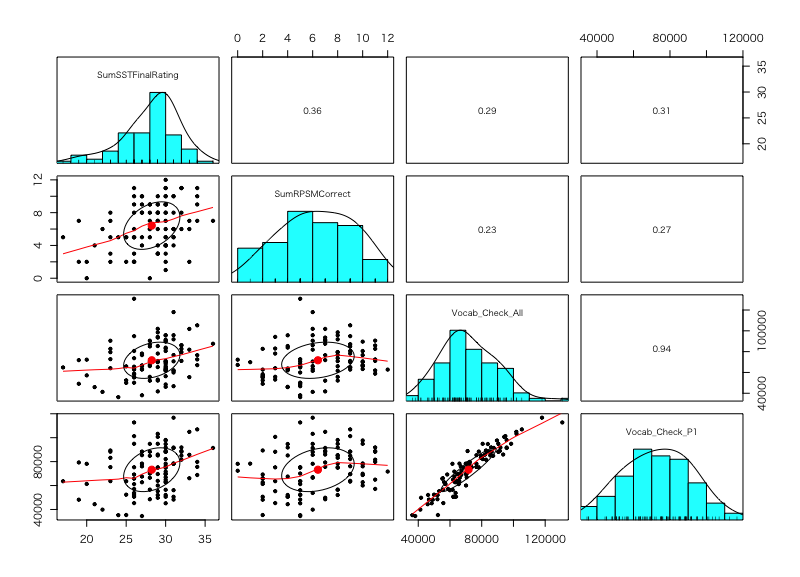 0 2 4 6 8 10 12
40000 80000 120000
SumSSTFinalRating
0.36
0.29
0.31
20 25 30 35
SumRPSMCorrect
0.23
0.27
0 4 8 12
Vocab_Check_All
0.94
40000 100000
Vocab_Check_P1
40000 80000
20 25 30 35
40000 80000 120000